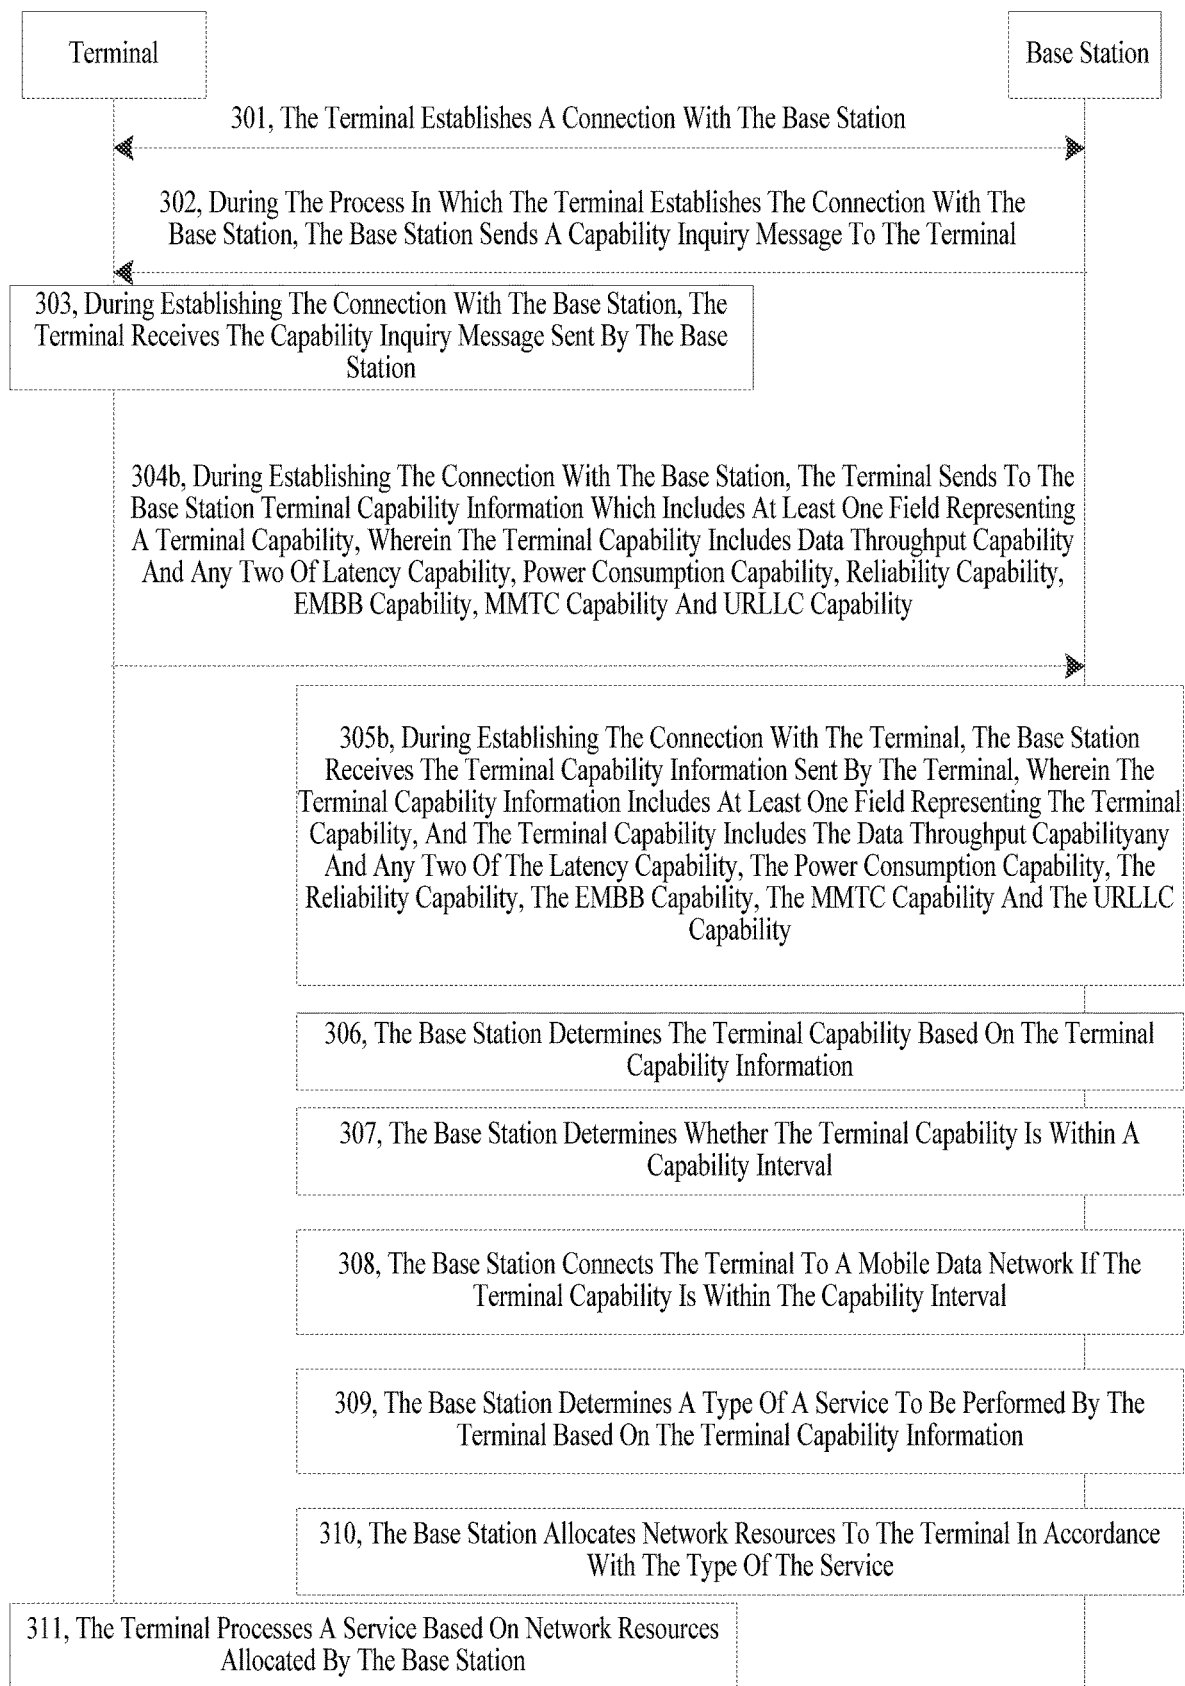 Terminal
Base Station
301, The Terminal Establishes A Connection With The Base Station
302, During The Process In Which The Terminal Establishes The Connection With The
Base Station, The Base Station Sends A Capability Inquiry Message To The Terminal
303, During Establishing The Connection With The Base Station, The
Terminal Receives The Capability Inquiry Message Sent By The Base
Station
304b, During Establishing The Connection With The Base Station, The Terminal Sends To The
Base Station Terminal Capability Information Which Includes At Least One Field Representing
A Terminal Capability, Wherein The Terminal Capability Includes Data Throughput Capability
And Any Two Of Latency Capability, Power Consumption Capability, Reliability Capability,
EMBB Capability, MMTC Capability And URLLC Capability
305b, During Establishing The Connection With The Terminal, The Base Station
Receives The Terminal Capability Information Sent By The Terminal, Wherein The
Terminal Capability Information Includes At Least One Field Representing The Terminal
Capability, And The Terminal Capability Includes The Data Throughput Capabilityany
And Any Two Of The Latency Capability, The Power Consumption Capability, The
Reliability Capability, The EMBB Capability, The MMTC Capability And The URLLC
Capability
306, The Base Station Determines The Terminal Capability Based On The Terminal
Capability Information
307, The Base Station Determines Whether The Terminal Capability Is Within A
Capability Interval
308, The Base Station Connects The Terminal To A Mobile Data Network If The
Terminal Capability Is Within The Capability Interval
309, The Base Station Determines A Type Of A Service To Be Performed By The
Terminal Based On The Terminal Capability Information
310, The Base Station Allocates Network Resources To The Terminal In Accordance
With The Type Of The Service
311, The Terminal Processes A Service Based On Network Resources
Allocated By The Base Station